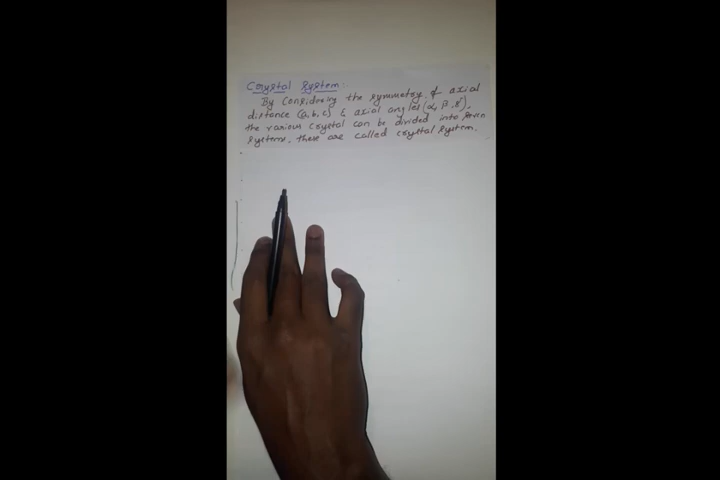 Crystal System:
By Considering the symmetry of axial
distance (a, b, c) & axial angles (α, β, γ),
the various crystal can be divided into seven
systems. these are called crystal system.